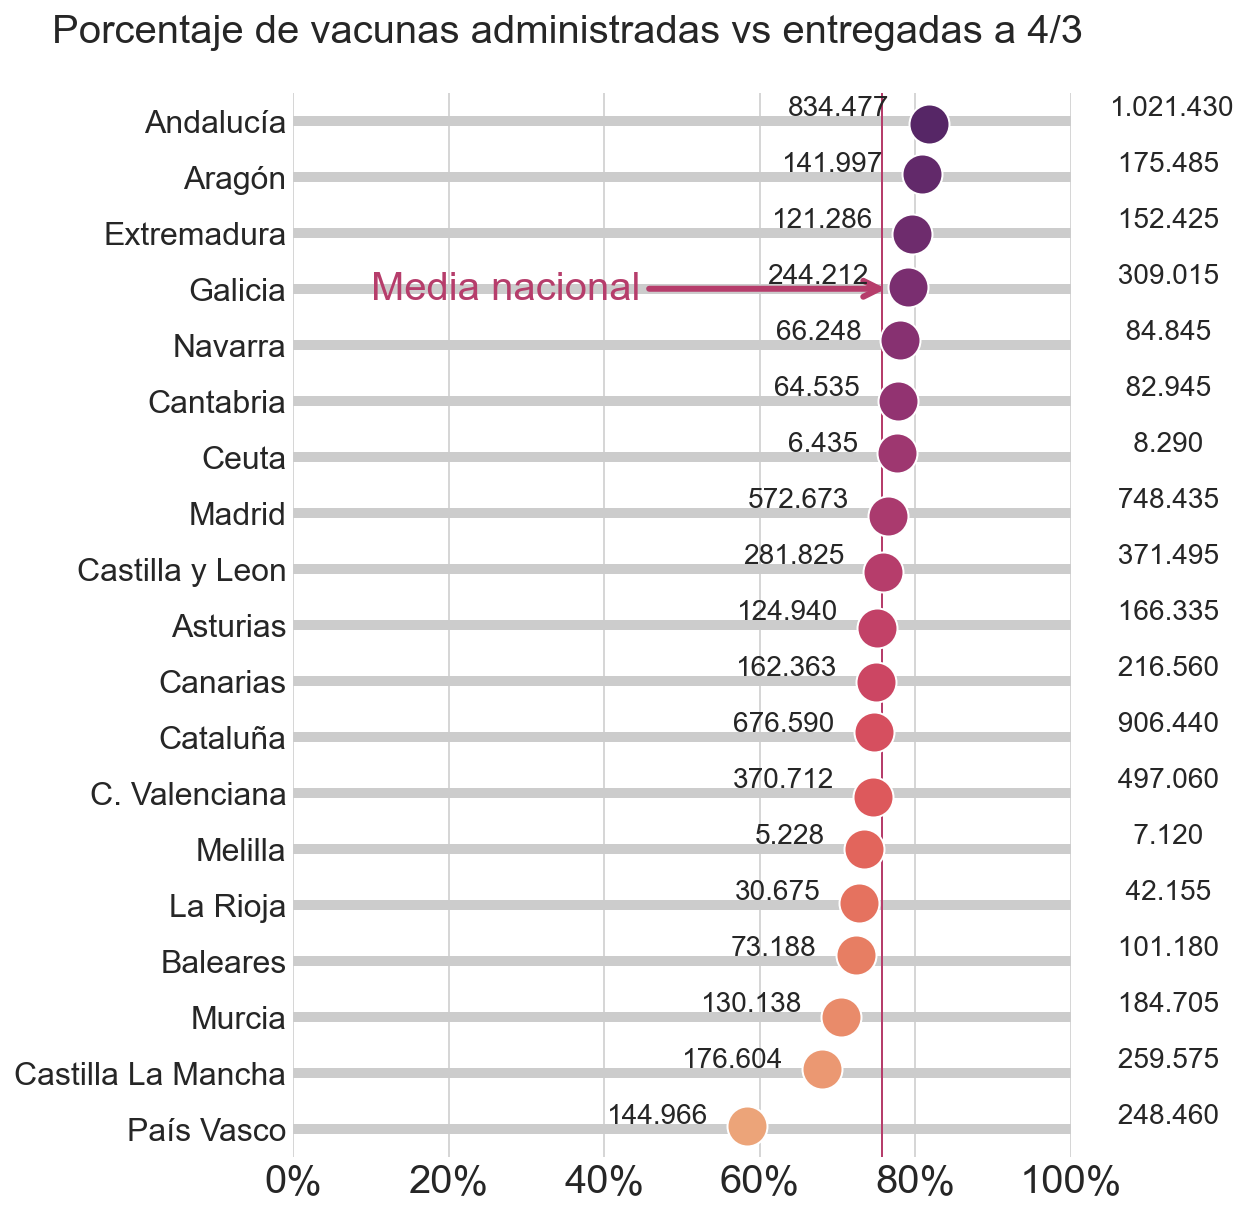 Porcentaje de vacunas administradas vs entregadas a 4/3
Andalucía 834.477 1.021.430
Aragón 141.997 175.485
Extremadura 121.286 152.425
Galicia Media nacional 244.212 309.015
Navarra 66.248 84.845
Cantabria 64.535 82.945
Ceuta 6.435 8.290
Madrid 572.673 748.435
Castilla y Leon 281.825 371.495
Asturias 124.940 166.335
Canarias 162.363 216.560
Cataluña 676.590 906.440
C. Valenciana 370.712 497.060
Melilla 5.228 7.120
La Rioja 30.675 42.155
Baleares 73.188 101.180
Murcia 130.138 184.705
Castilla La Mancha 176.604 259.575
País Vasco 144.966 248.460
0% 20% 40% 60% 80% 100%